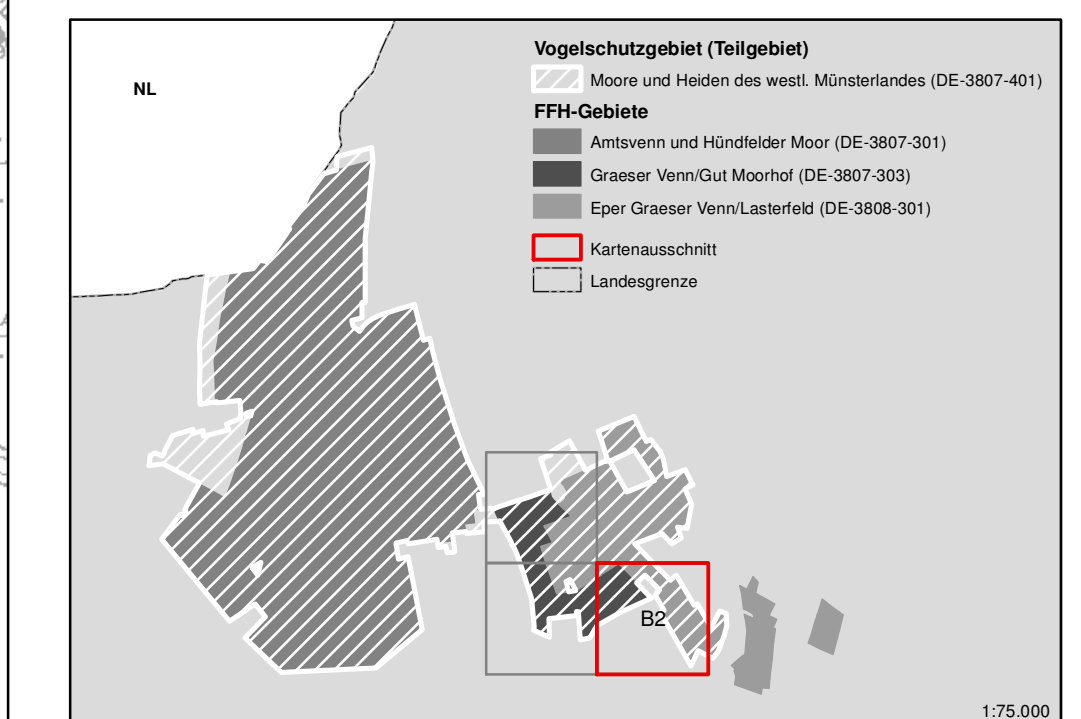 NL
Vogelschutzgebiet (Teilgebiet)
Moore und Heiden des westl. Münsterlandes (DE-3807-401)
FFH-Gebiete
Amtsvenn und Hündfelder Moor (DE-3807-301)
Graeser Venn/Gut Moorhof (DE-3807-303)
Eper Graeser Venn/Lasterfeld (DE-3808-301)
Kartenausschnitt
Landesgrenze
B2
1:75.000